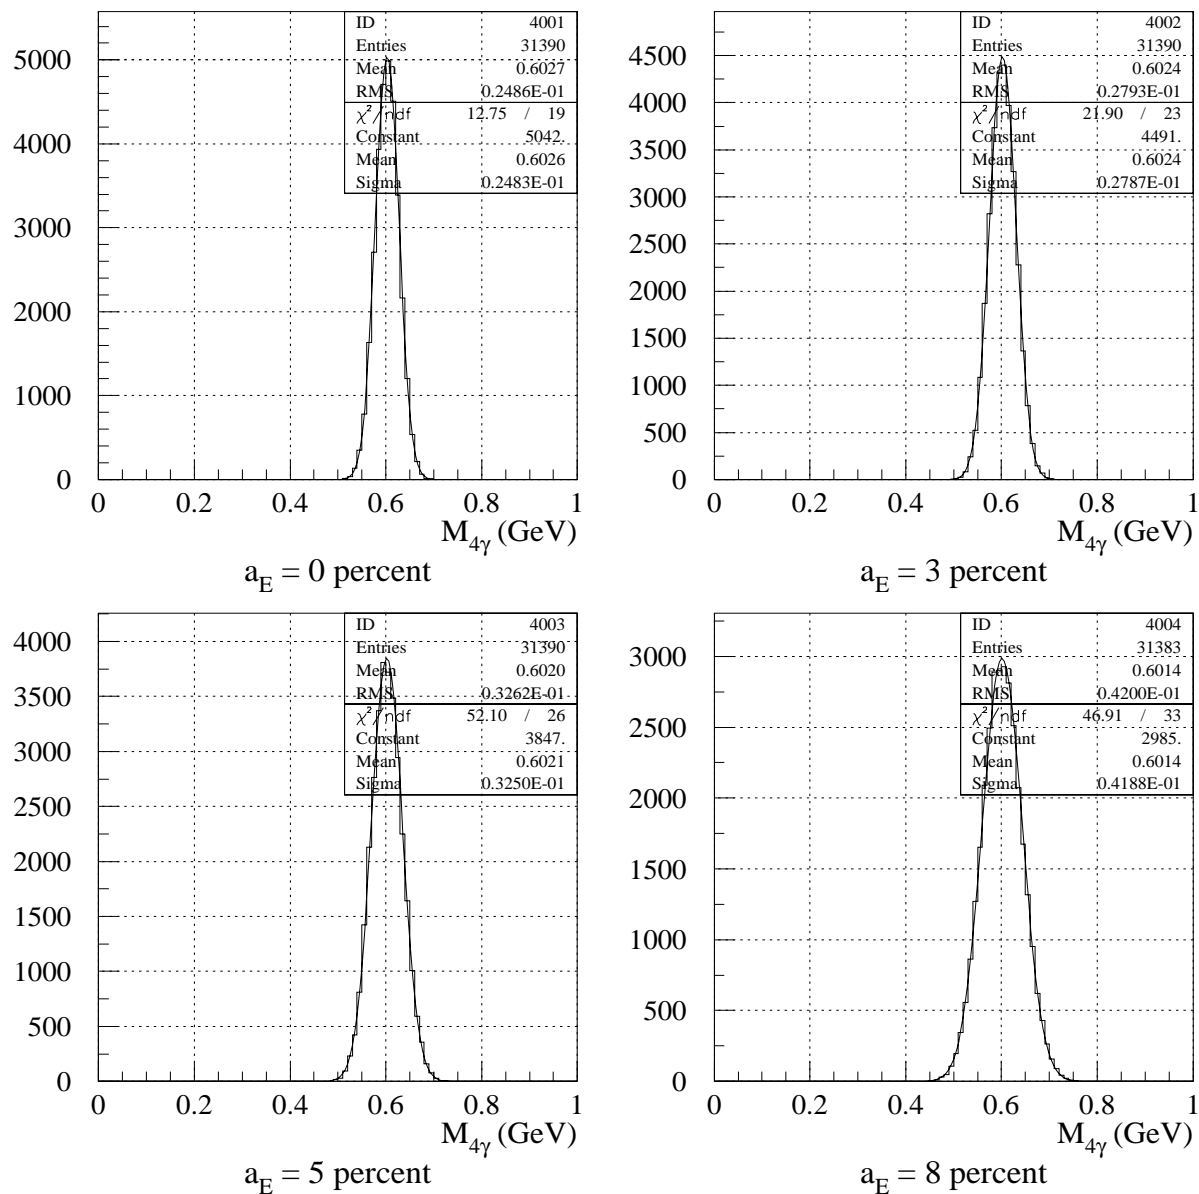 ID 4001
Entries 31390
Mean 0.6027
RMS 0.2486E-01
χ²/ndf 12.75 / 19
Constant 5042.
Mean 0.6026
Sigma 0.2483E-01
5000
4000
3000
2000
1000
0
0 0.2 0.4 0.6 0.8 1
M4γ (GeV)
aE = 0 percent
ID 4002
Entries 31390
Mean 0.6024
RMS 0.2793E-01
χ²/ndf 21.90 / 23
Constant 4491.
Mean 0.6024
Sigma 0.2787E-01
4500
4000
3500
3000
2500
2000
1500
1000
500
0
0 0.2 0.4 0.6 0.8 1
M4γ (GeV)
aE = 3 percent
ID 4003
Entries 31390
Mean 0.6020
RMS 0.3262E-01
χ²/ndf 52.10 / 26
Constant 3847.
Mean 0.6021
Sigma 0.3250E-01
4000
3500
3000
2500
2000
1500
1000
500
0
0 0.2 0.4 0.6 0.8 1
M4γ (GeV)
aE = 5 percent
ID 4004
Entries 31383
Mean 0.6014
RMS 0.4200E-01
χ²/ndf 46.91 / 33
Constant 2985.
Mean 0.6014
Sigma 0.4188E-01
3000
2500
2000
1500
1000
500
0
0 0.2 0.4 0.6 0.8 1
M4γ (GeV)
aE = 8 percent